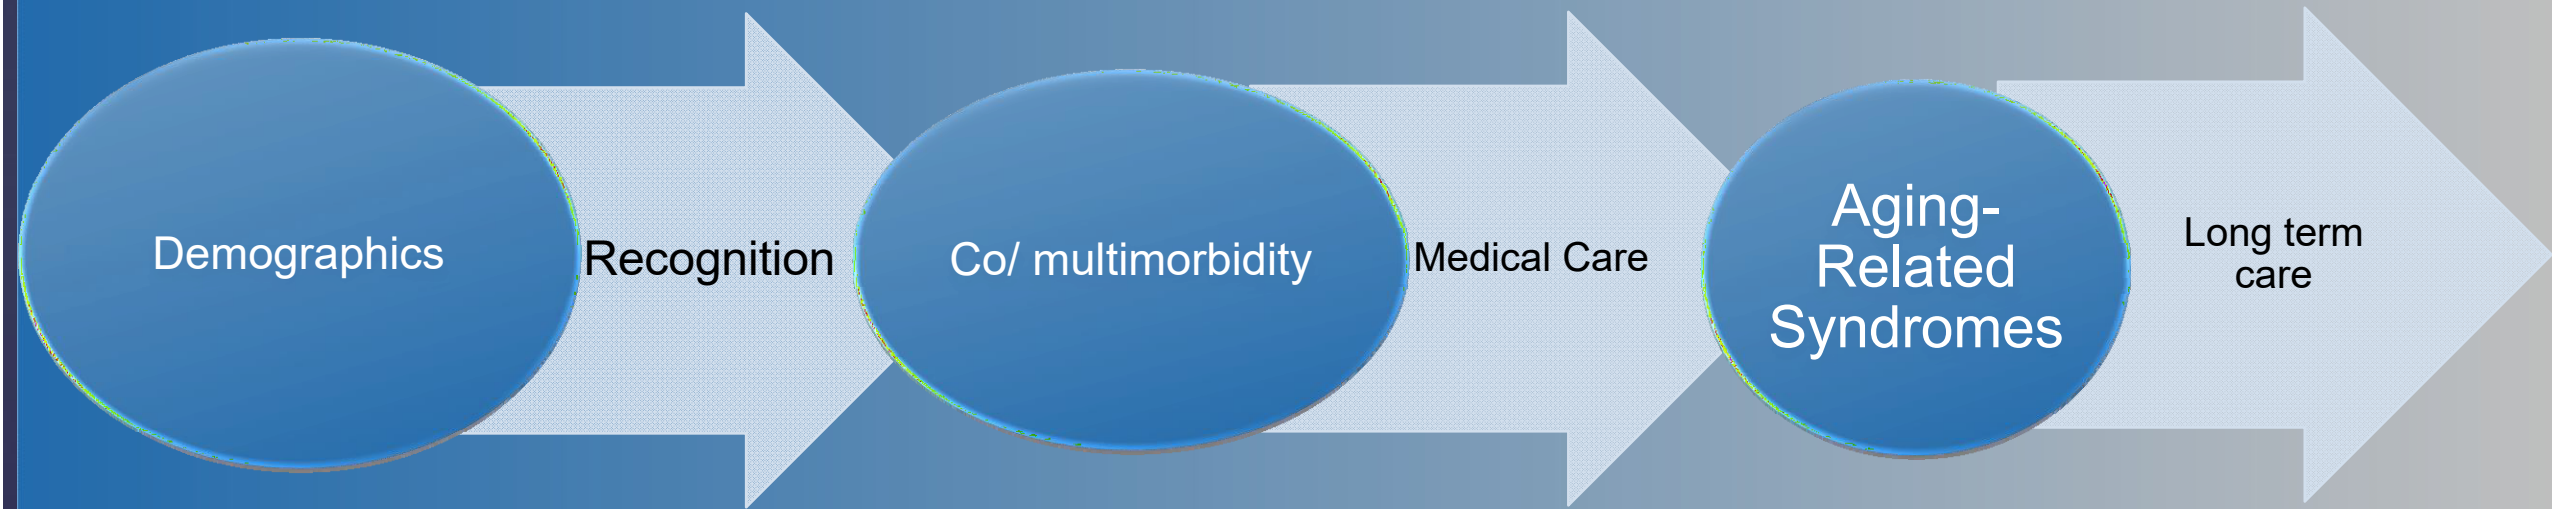 Demographics
Recognition
Co/ multimorbidity
Medical Care
Aging-
Related
Syndromes
Long term
care